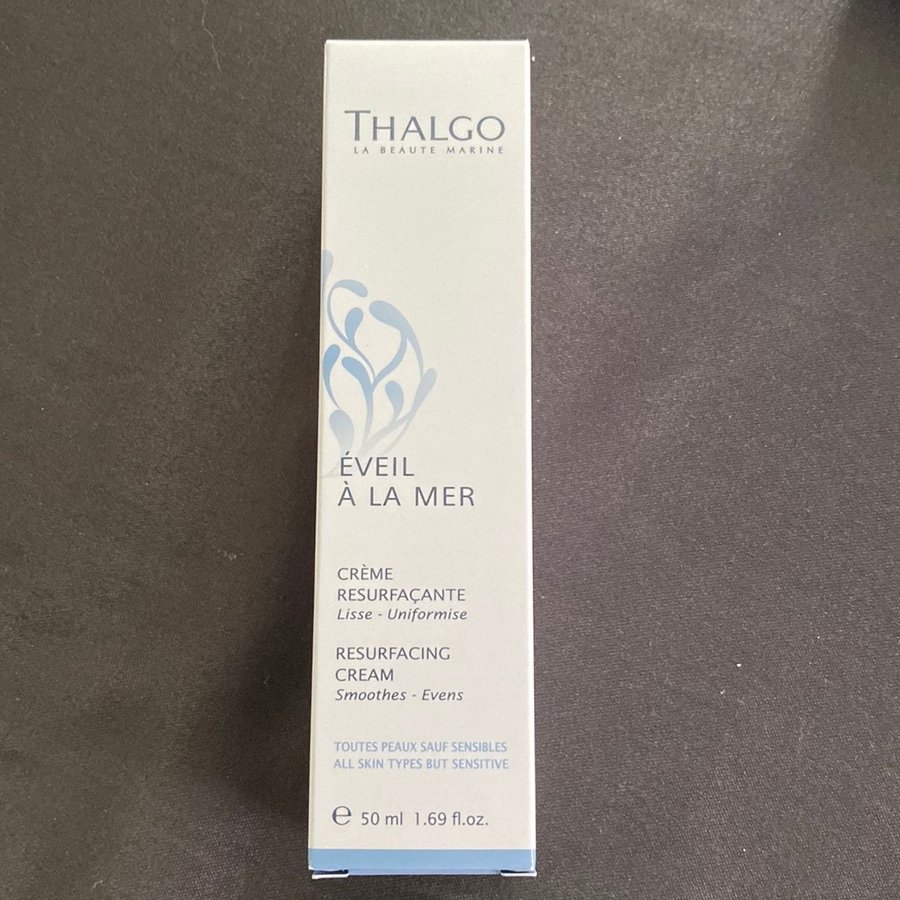 THALGO
LA BEAUTE MARINE
ÉVEIL
À LA MER
CRÈME
RESURFAÇANTE
Lisse - Uniformise
RESURFACING
CREAM
Smoothes - Evens
TOUTES PEAUX SAUF SENSIBLES
ALL SKIN TYPES BUT SENSITIVE
℮ 50 ml 1.69 fl.oz.